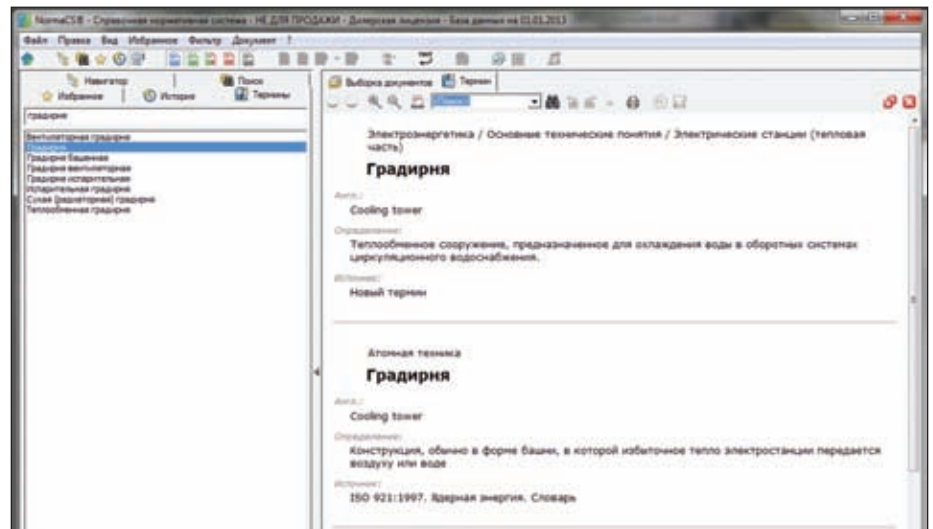 NormaCS® - Справочная нормативная система - НЕ ДЛЯ ПРОДАЖИ - Дилерская лицензия - База данных на 01.01.2013
Файл Правка Вид Избранное Фильтр Документ ?
Навигатор Поиск
Избранное История Термины
Выборка документов Термин
градирня
Вентиляторная градирня
Градирня
Градирня башенная
Градирня вентиляторная
Градирня испарительная
Испарительная градирня
Сухая (радиаторная) градирня
Теплообменная градирня
Электроэнергетика / Основные технические понятия / Электрические станции (тепловая
часть)
Градирня
Англ.:
Cooling tower
Определение:
Теплообменное сооружение, предназначенное для охлаждения воды в оборотных системах
циркуляционного водоснабжения.
Источник:
Новый термин
Атомная техника
Градирня
Англ.:
Cooling tower
Определение:
Конструкция, обычно в форме башни, в которой избыточное тепло электростанции передается
воздуху или воде
Источник:
ISO 921:1997. Ядерная энергия. Словарь